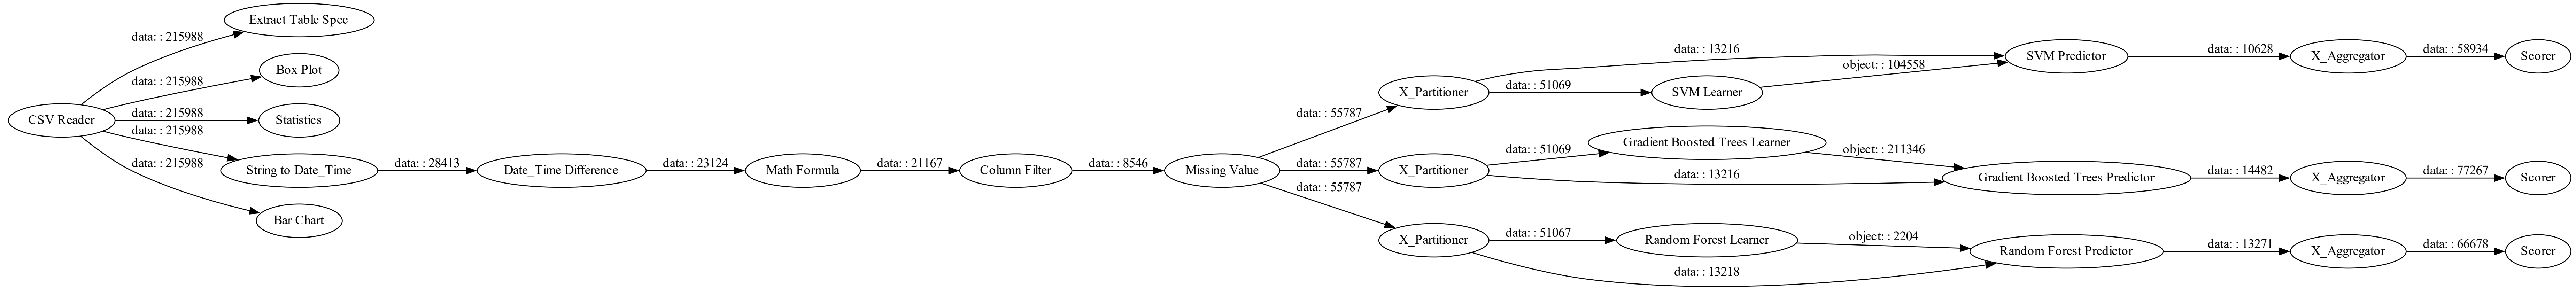 Extract Table Spec
data: : 215988
Box Plot
data: : 215988
CSV Reader
data: : 215988
Statistics
data: : 215988
String to Date_Time
data: : 215988
Bar Chart
data: : 28413
Date_Time Difference
data: : 23124
Math Formula
data: : 21167
Column Filter
data: : 8546
Missing Value
data: : 55787
data: : 55787
data: : 55787
X_Partitioner
data: : 13216
data: : 51069
SVM Learner
object: : 104558
SVM Predictor
data: : 10628
X_Aggregator
data: : 58934
Scorer
X_Partitioner
data: : 51069
Gradient Boosted Trees Learner
object: : 211346
data: : 13216
Gradient Boosted Trees Predictor
data: : 14482
X_Aggregator
data: : 77267
Scorer
X_Partitioner
data: : 51067
Random Forest Learner
object: : 2204
data: : 13218
Random Forest Predictor
data: : 13271
X_Aggregator
data: : 66678
Scorer